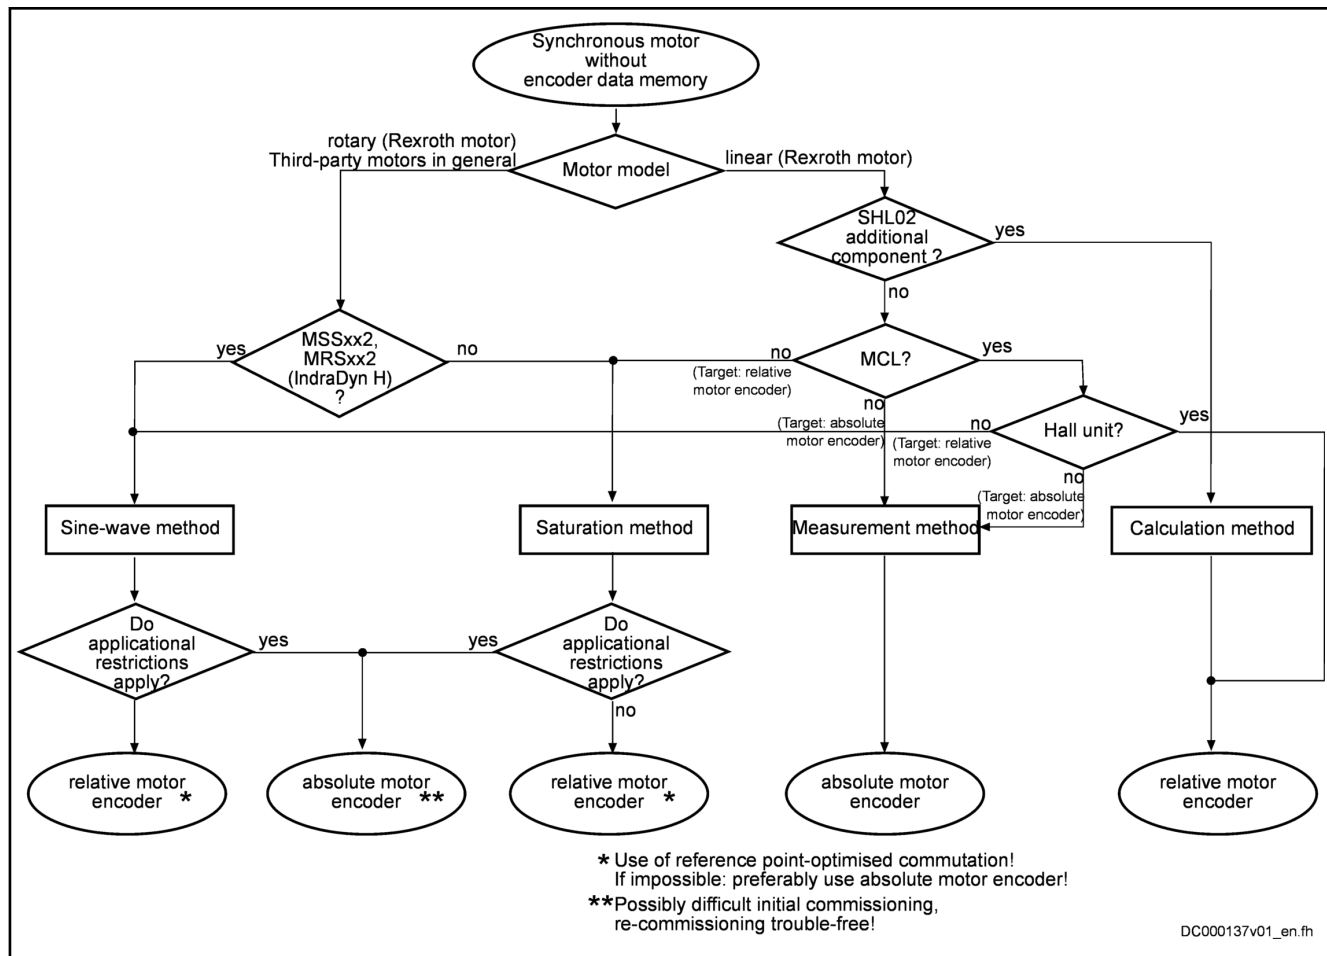 Synchronous motor
without
encoder data memory
rotary (Rexroth motor)
Third-party motors in general
Motor model
linear (Rexroth motor)
SHL02
additional
component ?
yes
no
MSSxx2,
MRSxx2
(IndraDyn H)
?
yes
no
no
(Target: relative
motor encoder)
MCL?
yes
no
(Target: absolute
motor encoder)
no
(Target: relative
motor encoder)
Hall unit?
yes
no
(Target: absolute
motor encoder)
Sine-wave method
Saturation method
Measurement method
Calculation method
Do
applicational
restrictions
apply?
yes
yes
Do
applicational
restrictions
apply?
no
relative motor
encoder *
absolute motor
encoder **
relative motor
encoder *
absolute motor
encoder
relative motor
encoder
* Use of reference point-optimised commutation!
If impossible: preferably use absolute motor encoder!
**Possibly difficult initial commissioning,
re-commissioning trouble-free!
DC000137v01_en.fh